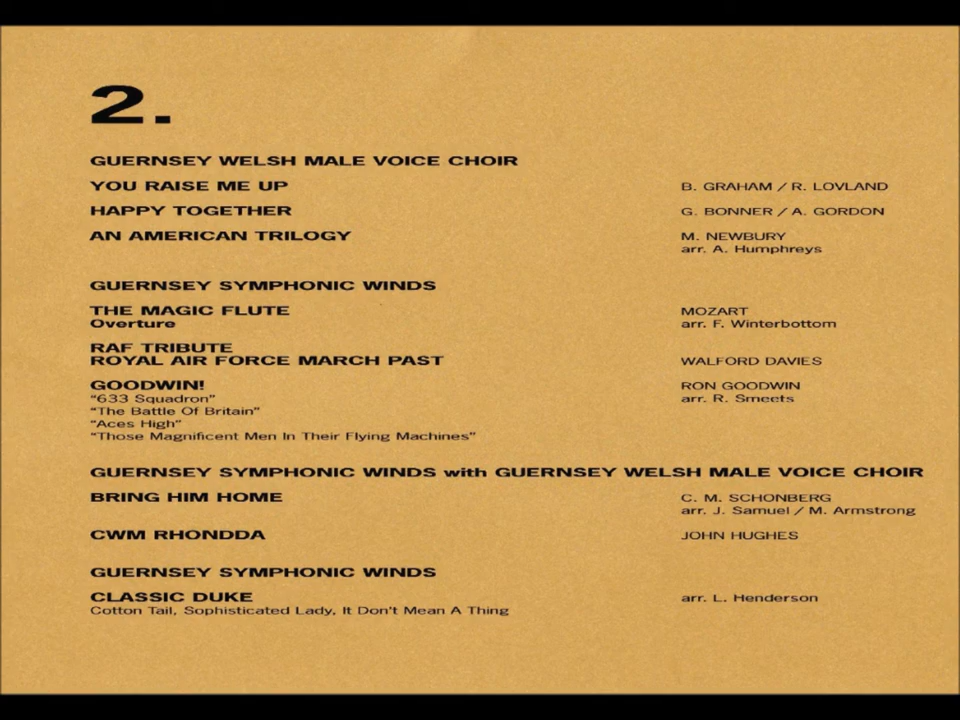 2.
GUERNSEY WELSH MALE VOICE CHOIR
YOU RAISE ME UP B. GRAHAM / R. LOVLAND
HAPPY TOGETHER G. BONNER / A. GORDON
AN AMERICAN TRILOGY M. NEWBURY
arr. A. Humphreys
GUERNSEY SYMPHONIC WINDS
THE MAGIC FLUTE MOZART
Overture arr. F. Winterbottom
RAF TRIBUTE
ROYAL AIR FORCE MARCH PAST WALFORD DAVIES
GOODWIN! RON GOODWIN
“633 Squadron” arr. R. Smeets
“The Battle Of Britain”
“Aces High”
“Those Magnificent Men In Their Flying Machines”
GUERNSEY SYMPHONIC WINDS with GUERNSEY WELSH MALE VOICE CHOIR
BRING HIM HOME C. M. SCHONBERG
arr. J. Samuel / M. Armstrong
CWM RHONDDA JOHN HUGHES
GUERNSEY SYMPHONIC WINDS
CLASSIC DUKE arr. L. Henderson
Cotton Tail, Sophisticated Lady, It Don't Mean A Thing